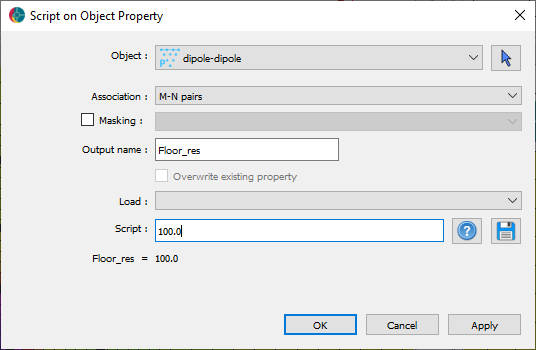 Script on Object Property
Object :
P
dipole-dipole
Association :
M-N pairs
Masking :
Output name :
Floor_res
Overwrite existing property
Load :
Script :
100.0
?
Floor_res = 100.0
OK
Cancel
Apply